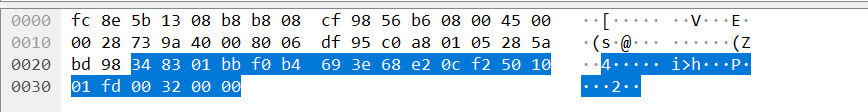 0000 fc 8e 5b 13 08 b8 b8 08 cf 98 56 b6 08 00 45 00 ··[····· ··V···E·
0010 00 28 73 9a 40 00 80 06 df 95 c0 a8 01 05 28 5a ·(s·@··· ······(Z
0020 bd 98 34 83 01 bb f0 b4 69 3e 68 e2 0c f2 50 10 ··4····· i>h···P·
0030 01 fd 00 32 00 00 ···2··